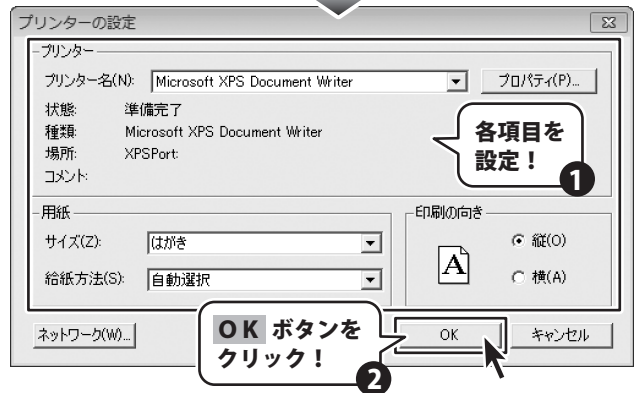 プリンターの設定
プリンター
プリンター名(N): Microsoft XPS Document Writer プロパティ(P)...
状態: 準備完了
種類: Microsoft XPS Document Writer
場所: XPSPort:
コメント:
各項目を
設定！
1
用紙
サイズ(Z): はがき
給紙方法(S): 自動選択
印刷の向き
A
縦(O)
横(A)
ネットワーク(W)...
OK ボタンを
クリック！
2
OK
キャンセル